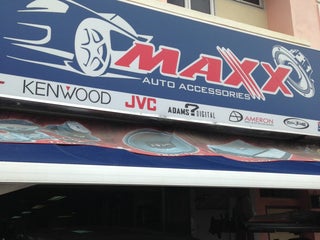 MAXX
AUTO ACCESSORIES
KENWOOD
JVC
ADAMS? DIGITAL
AMERON